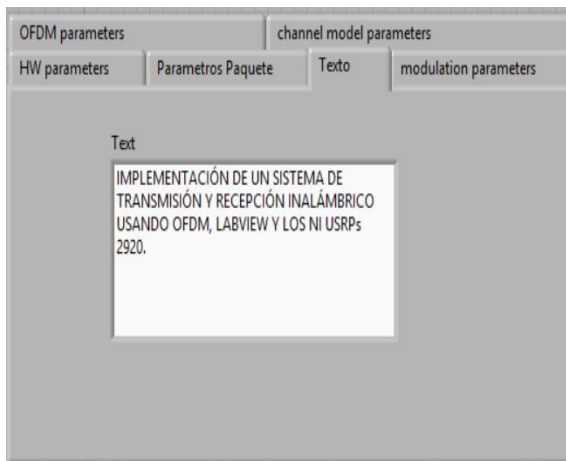 OFDM parameters channel model parameters
HW parameters Parametros Paquete Texto modulation parameters
Text
IMPLEMENTACIÓN DE UN SISTEMA DE
TRANSMISIÓN Y RECEPCIÓN INALÁMBRICO
USANDO OFDM, LABVIEW Y LOS NI USRPs
2920.